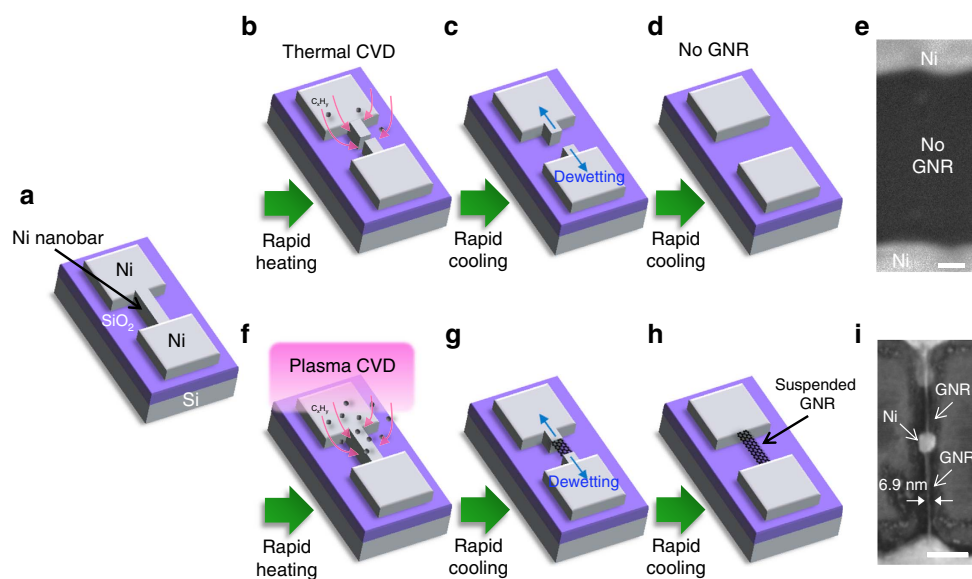 a
Ni nanobar
Ni
SiO2
Ni
Si
b
Thermal CVD
CxHy
Rapid
heating
c
Dewetting
Rapid
cooling
d
No GNR
Rapid
cooling
e
Ni
No
GNR
Ni
f
Plasma CVD
CxHy
Rapid
heating
g
Dewetting
Rapid
cooling
h
Suspended
GNR
Rapid
cooling
i
GNR
Ni
GNR
6.9 nm